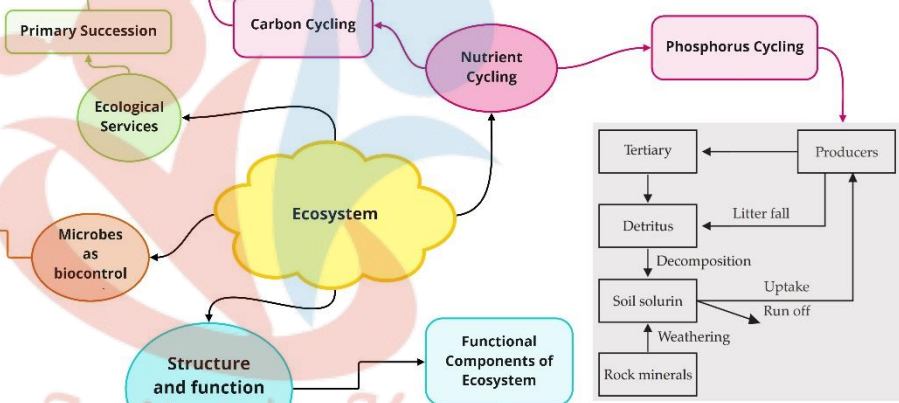 Primary Succession
Carbon Cycling
Nutrient
Cycling
Phosphorus Cycling
Ecological
Services
Ecosystem
Microbes
as
biocontrol
Structure
and function
Functional
Components of
Ecosystem
Tertiary
Producers
Litter fall
Detritus
Decomposition
Uptake
Soil solurin
Run off
Weathering
Rock minerals